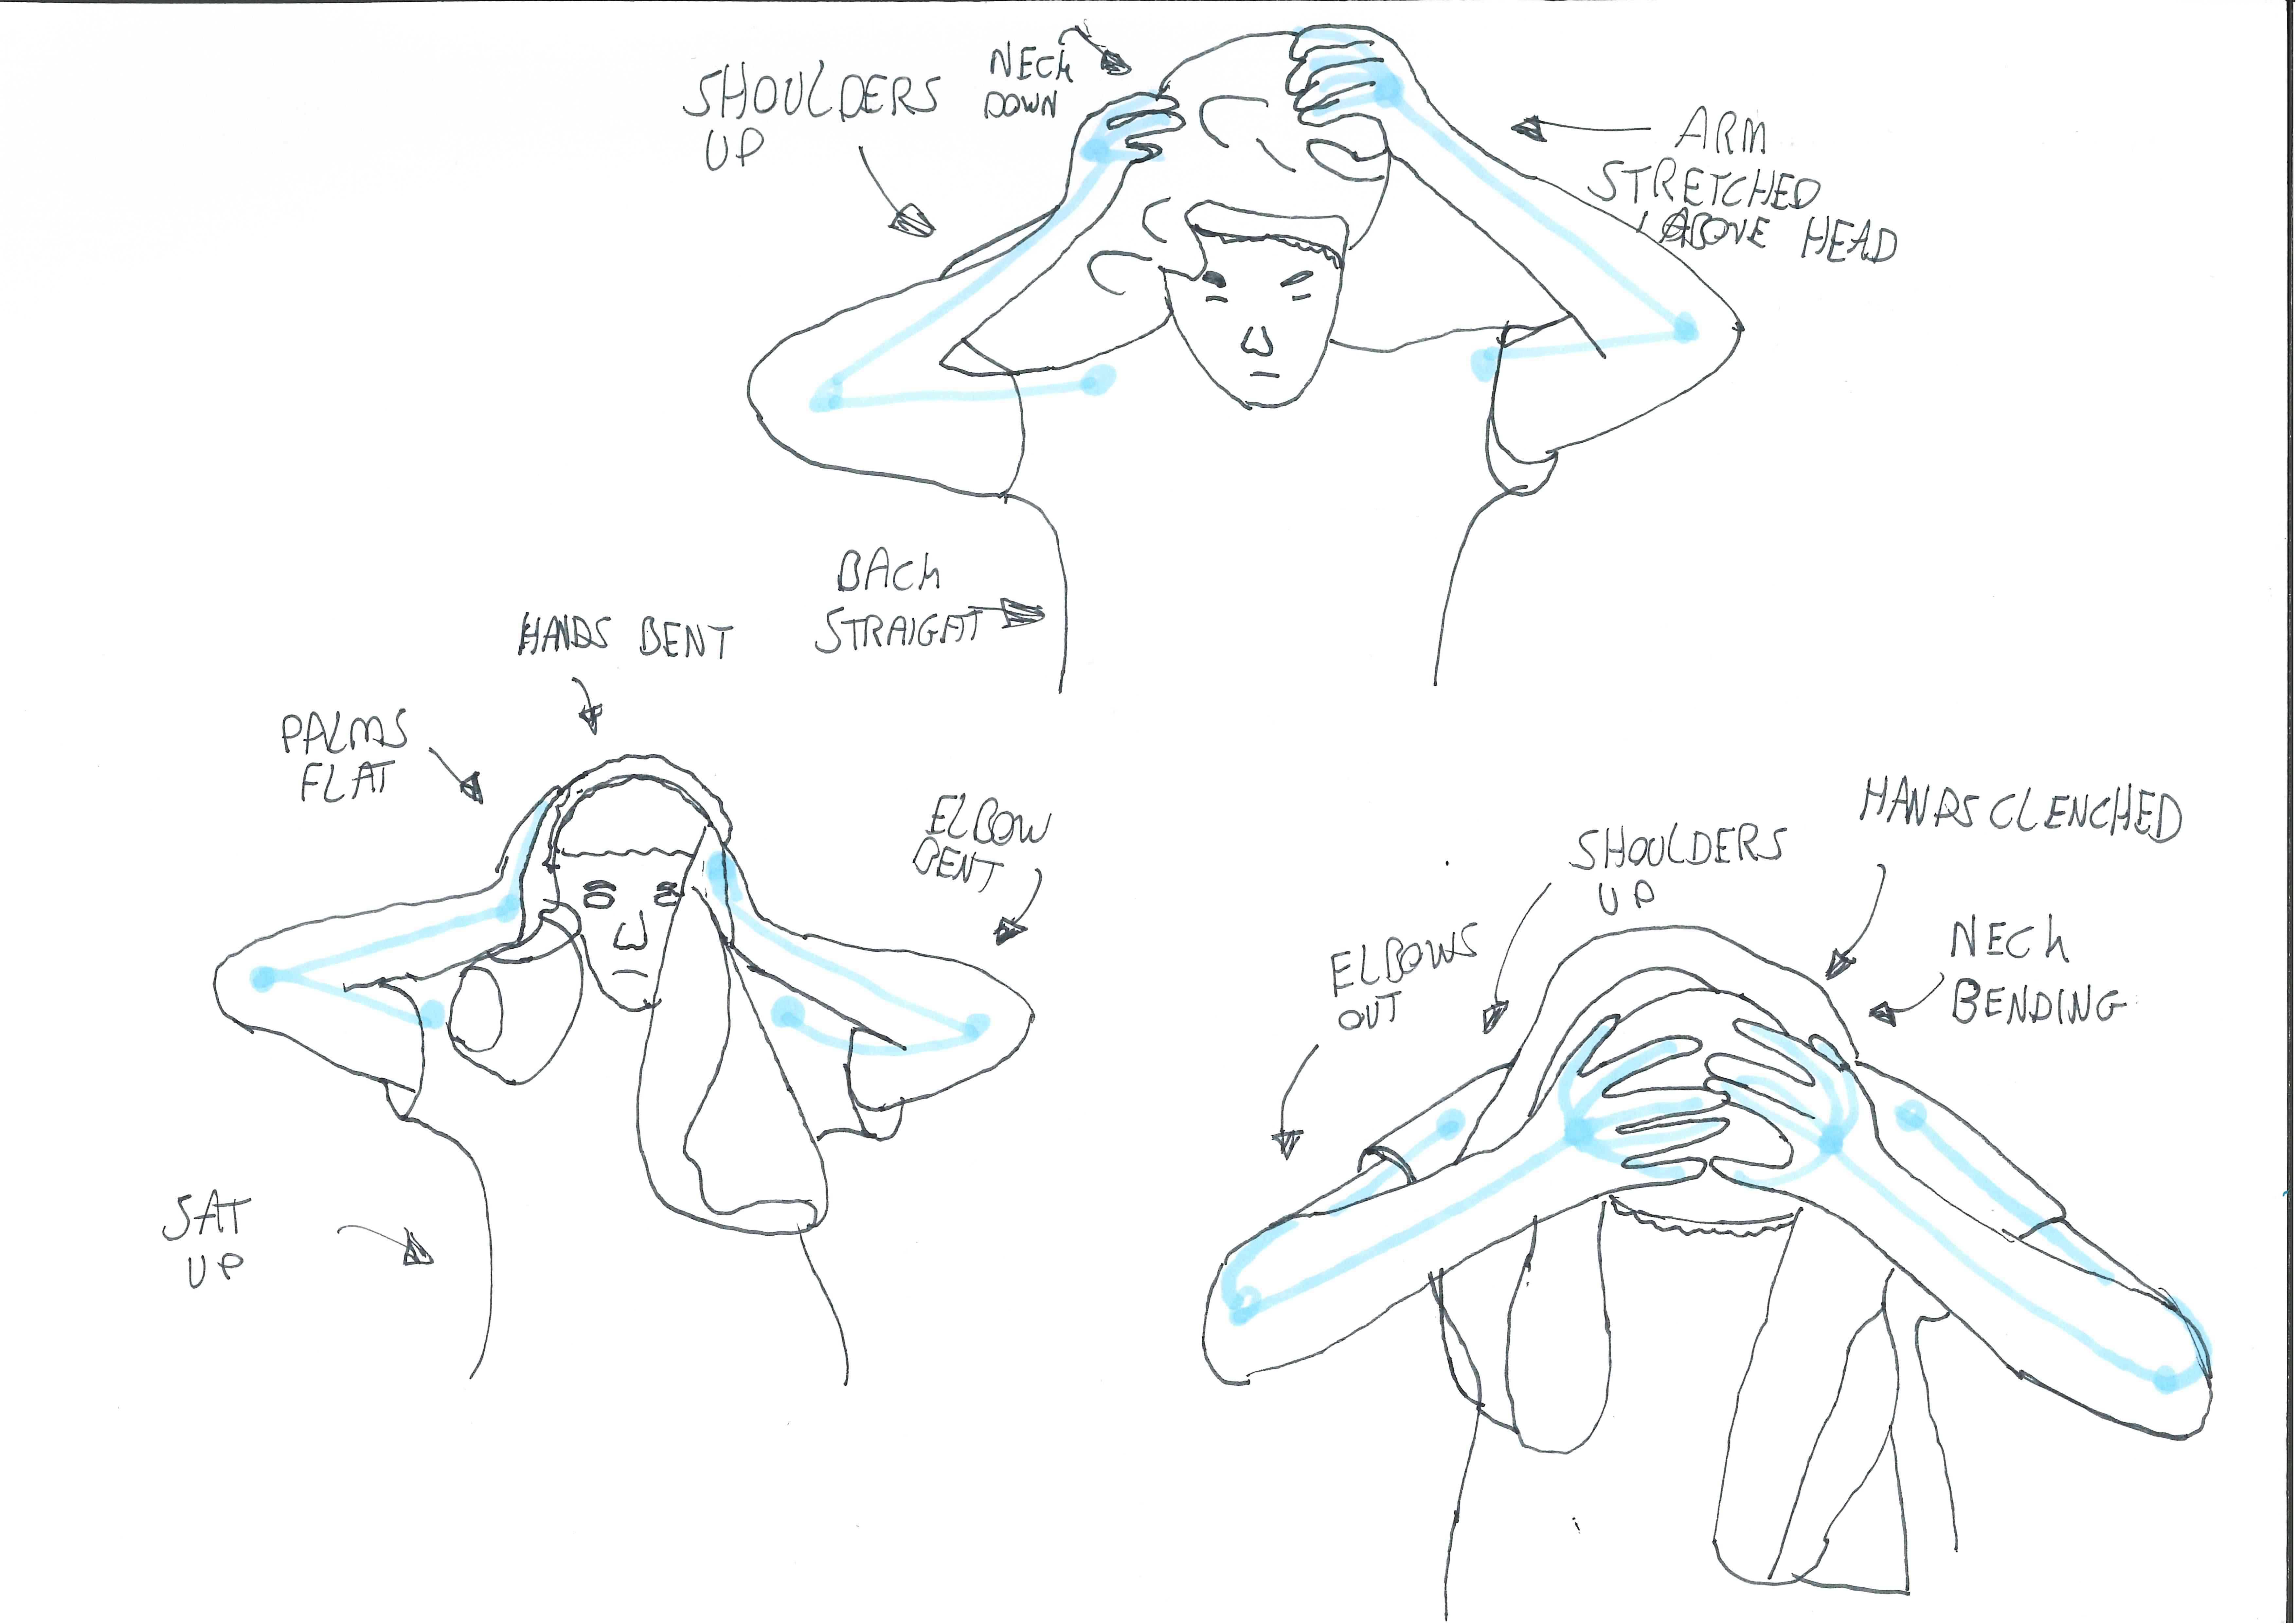 SHOULDERS
UP
NECK
DOWN
ARM
STRETCHED
ABOVE HEAD
BACK
STRAIGHT
HANDS BENT
PALMS
FLAT
ELBOW
BENT
SAT
UP
HANDS CLENCHED
SHOULDERS
UP
ELBOWS
OUT
NECK
BENDING